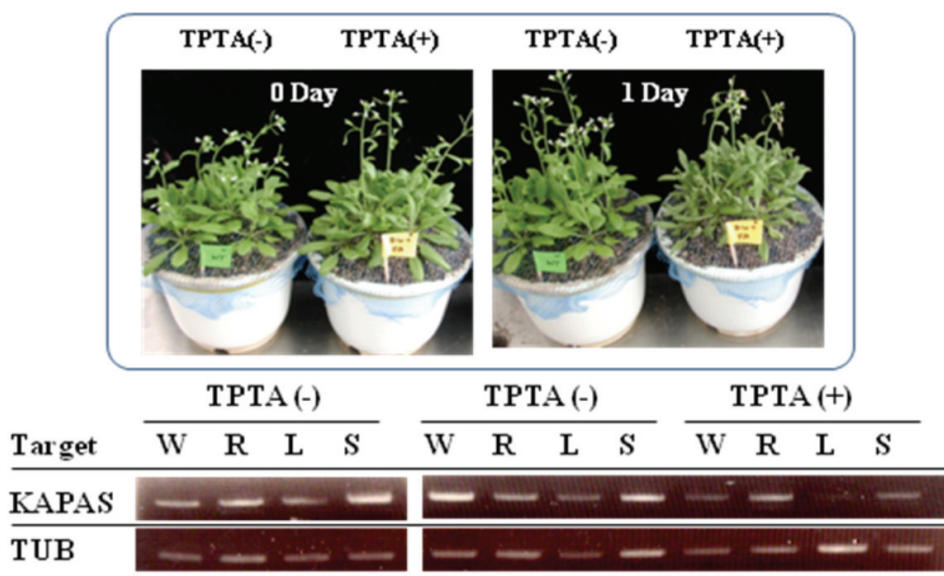 TPTA(-) TPTA(+) TPTA(-) TPTA(+)
0 Day 1 Day
TPTA (-) TPTA (-) TPTA (+)
Target W R L S W R L S W R L S
KAPAS
TUB